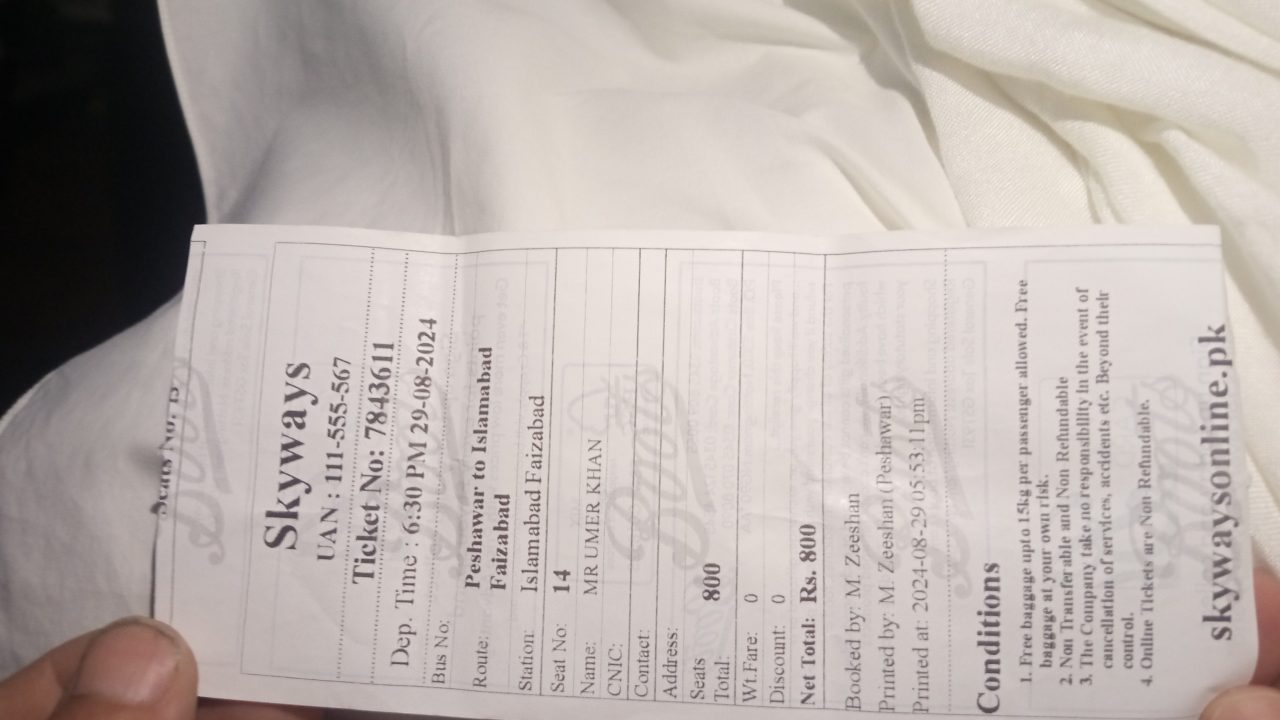 Seats No: 13
Skyways
UAN : 111-555-567
Ticket No: 7843611
Dep. Time : 6:30 PM 29-08-2024
Bus No:
Route: Peshawar to Islamabad
Faizabad
Station: Islamabad Faizabad
Seat No: 14
Name: MR UMER KHAN
CNIC:
Contact:
Address:
Seats
Total: 800
Wt.Fare: 0
Discount: 0
Net Total: Rs. 800
Booked by: M. Zeeshan
Printed by: M. Zeeshan (Peshawar)
Printed at: 2024-08-29 05:53:11pm
Conditions
1. Free baggage upto 15kg per passenger allowed. Free
baggage at your own risk.
2. Non Transferable and Non Refundable
3. The Company take no responsibility in the event of
cancellation of services, accidents etc. Beyond their
control.
4. Online Tickets are Non Refundable.
skywaysonline.pk